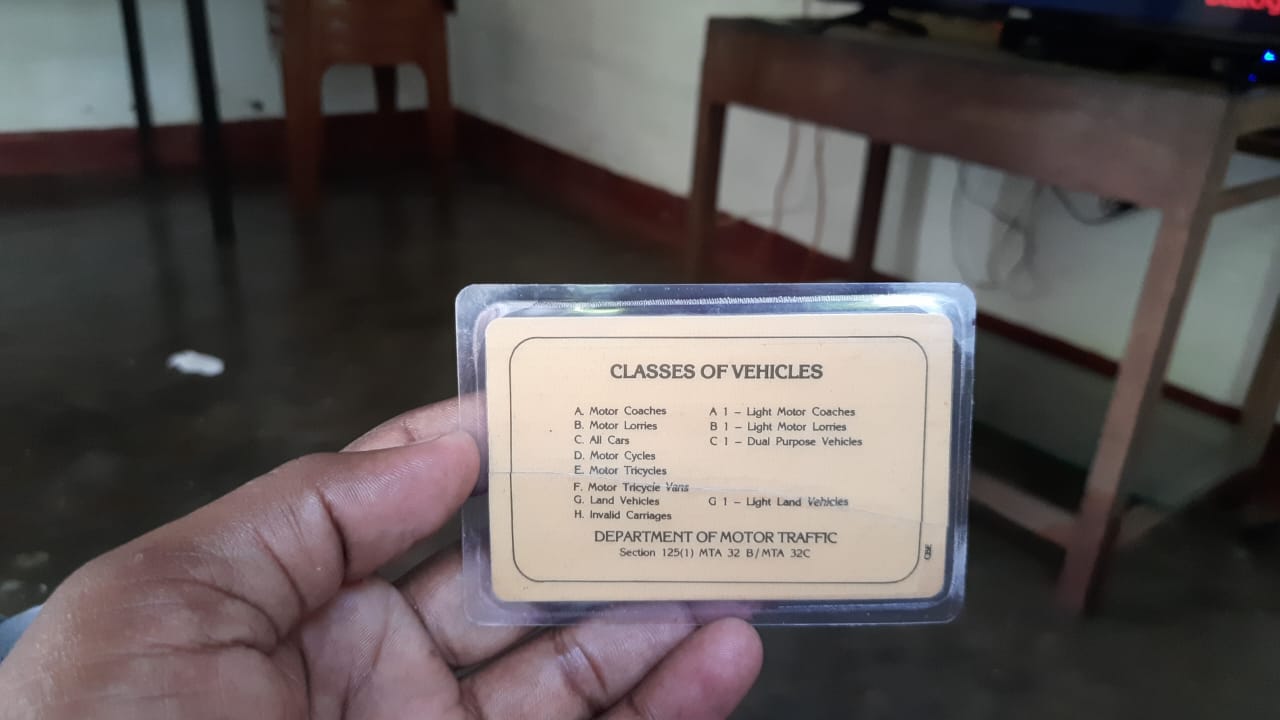 CLASSES OF VEHICLES
A. Motor Coaches A 1 – Light Motor Coaches
B. Motor Lorries B 1 – Light Motor Lorries
C. All Cars C 1 – Dual Purpose Vehicles
D. Motor Cycles
E. Motor Tricycles
F. Motor Tricycle Vans
G. Land Vehicles G 1 – Light Land Vehicles
H. Invalid Carriages
DEPARTMENT OF MOTOR TRAFFIC
Section 125(1) MTA 32 B/MTA 32C